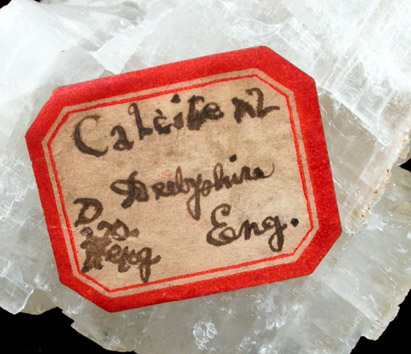 Calcite Xl
Derbyshire
D.
Eng.